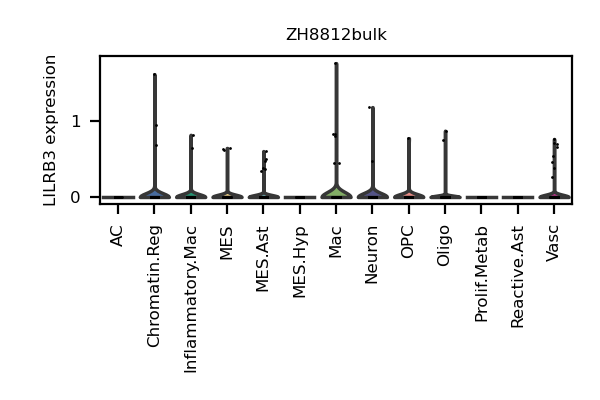 ZH8812bulk
LILRB3 expression
1
0
AC
Chromatin.Reg
Inflammatory.Mac
MES
MES.Ast
MES.Hyp
Mac
Neuron
OPC
Oligo
Prolif.Metab
Reactive.Ast
Vasc